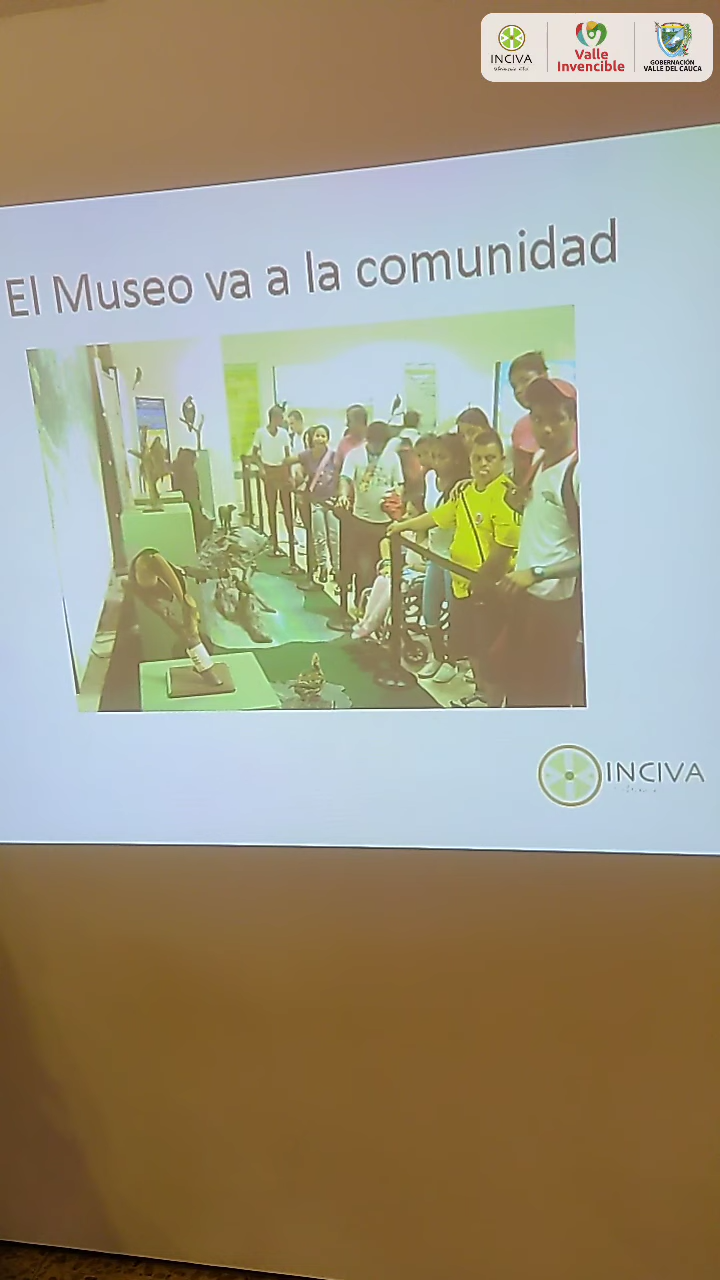 INCIVA
Valle
Invencible
GOBERNACIÓN
VALLE DEL CAUCA
El Museo va a la comunidad
INCIVA